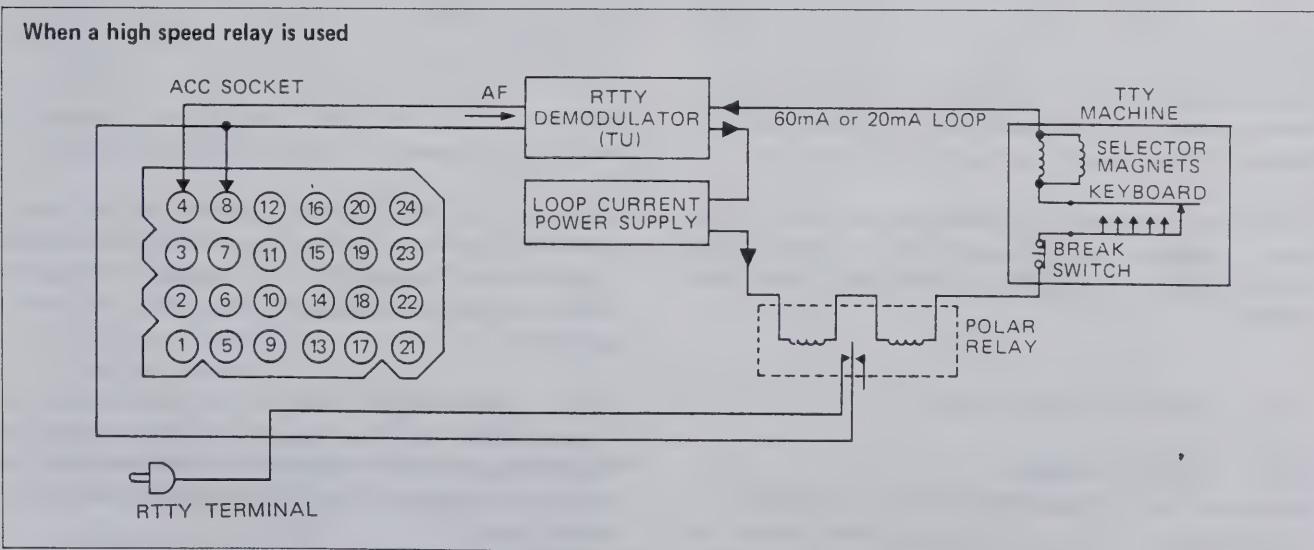 When a high speed relay is used
ACC SOCKET
AF
RTTY
DEMODULATOR
(TU)
60mA or 20mA LOOP
TTY
MACHINE
SELECTOR
MAGNETS
KEYBOARD
BREAK
SWITCH
LOOP CURRENT
POWER SUPPLY
4 8 12 16 20 24
3 7 11 15 19 23
2 6 10 14 18 22
1 5 9 13 17 21
POLAR
RELAY
RTTY TERMINAL